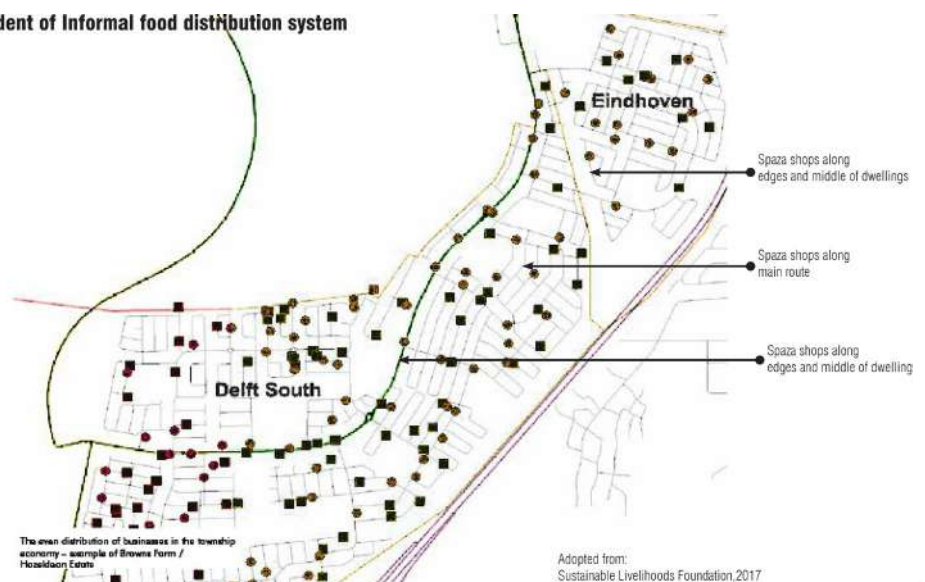 dent of Informal food distribution system
Eindhoven
Spaza shops along
edges and middle of dwellings
Spaza shops along
main route
Spaza shops along
edges and middle of dwelling
Delft South
The even distribution of businesses in the township
economy – example of Browns Farm /
Hazeldean Estate
Adopted from:
Sustainable Livelihoods Foundation,2017